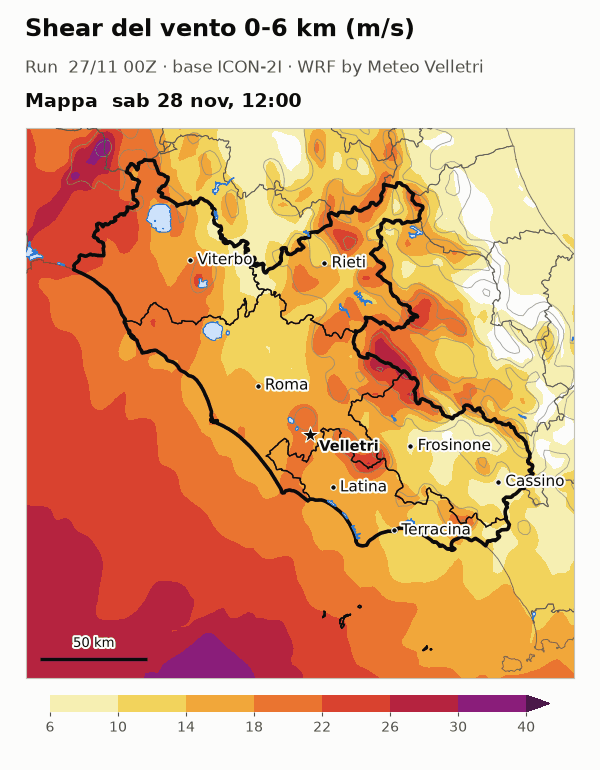 Shear del vento 0-6 km (m/s)
Run  27/11 00Z · base ICON-2I · WRF by Meteo Velletri
Mappa  sab 28 nov, 12:00
Viterbo
Rieti
Roma
Velletri
Frosinone
Cassino
Latina
Terracina
50 km
6 10 14 18 22 26 30 40